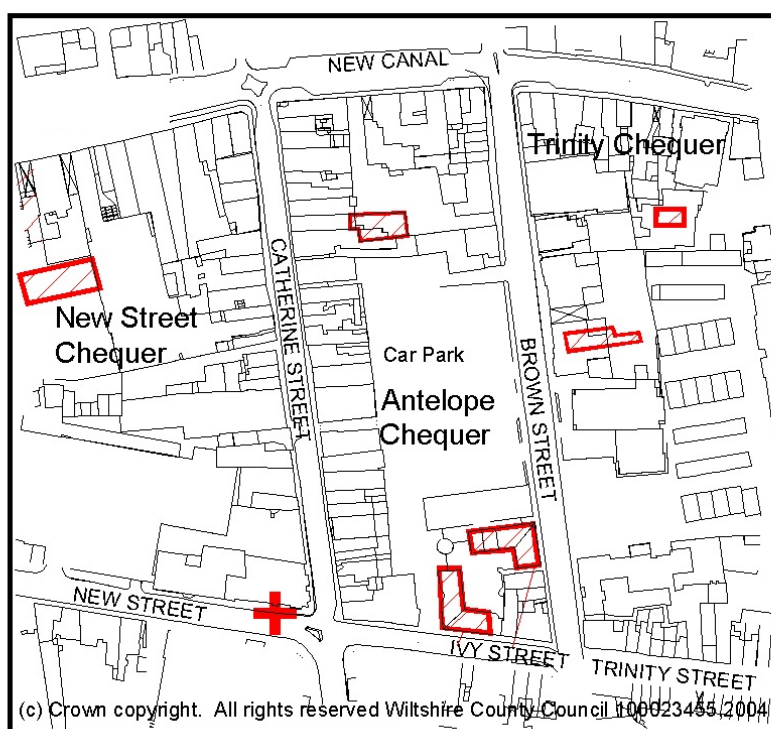 NEW CANAL
Trinity Chequer
CATHERINE STREET
New Street
Chequer
Car Park
BROWN STREET
Antelope
Chequer
NEW STREET
IVY STREET
TRINITY STREET
(c) Crown copyright. All rights reserved Wiltshire County Council 100023455.2004